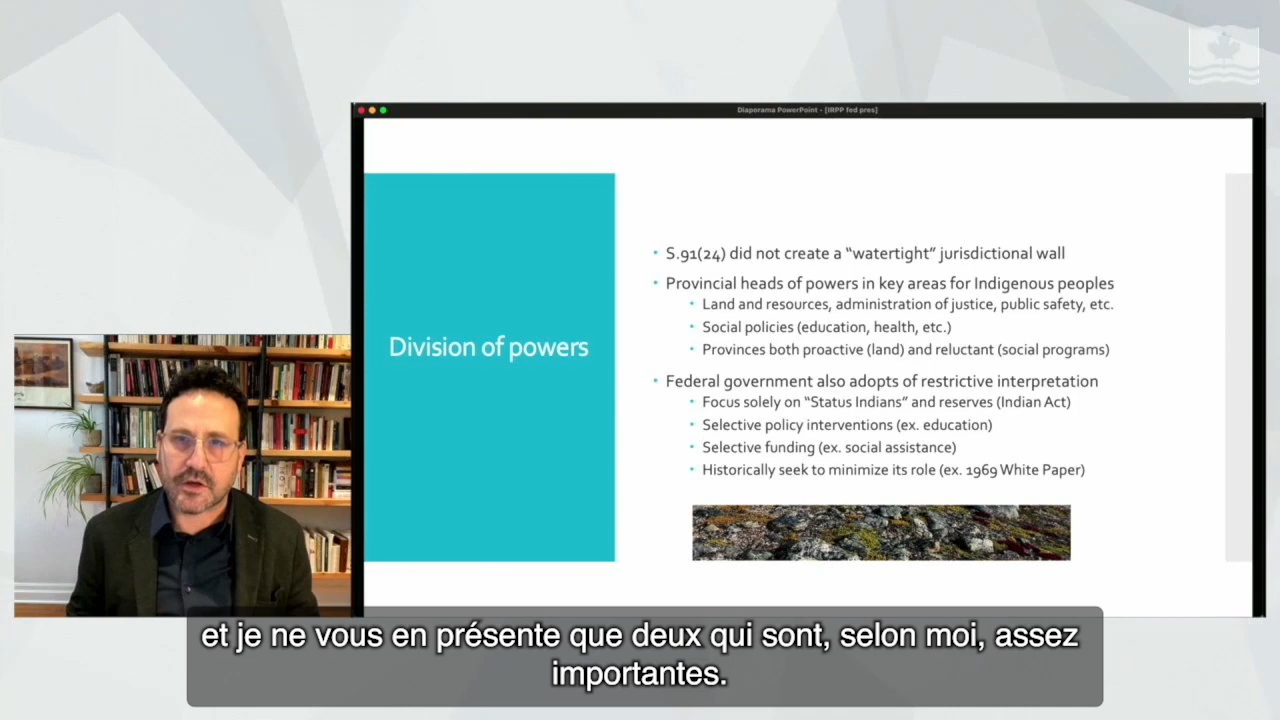 Diaporama PowerPoint - [IRPP fed pres]
Division of powers
S.91(24) did not create a “watertight” jurisdictional wall
Provincial heads of powers in key areas for Indigenous peoples
Land and resources, administration of justice, public safety, etc.
Social policies (education, health, etc.)
Provinces both proactive (land) and reluctant (social programs)
Federal government also adopts of restrictive interpretation
Focus solely on “Status Indians” and reserves (Indian Act)
Selective policy interventions (ex. education)
Selective funding (ex. social assistance)
Historically seek to minimize its role (ex. 1969 White Paper)
et je ne vous en présente que deux qui sont, selon moi, assez
importantes.